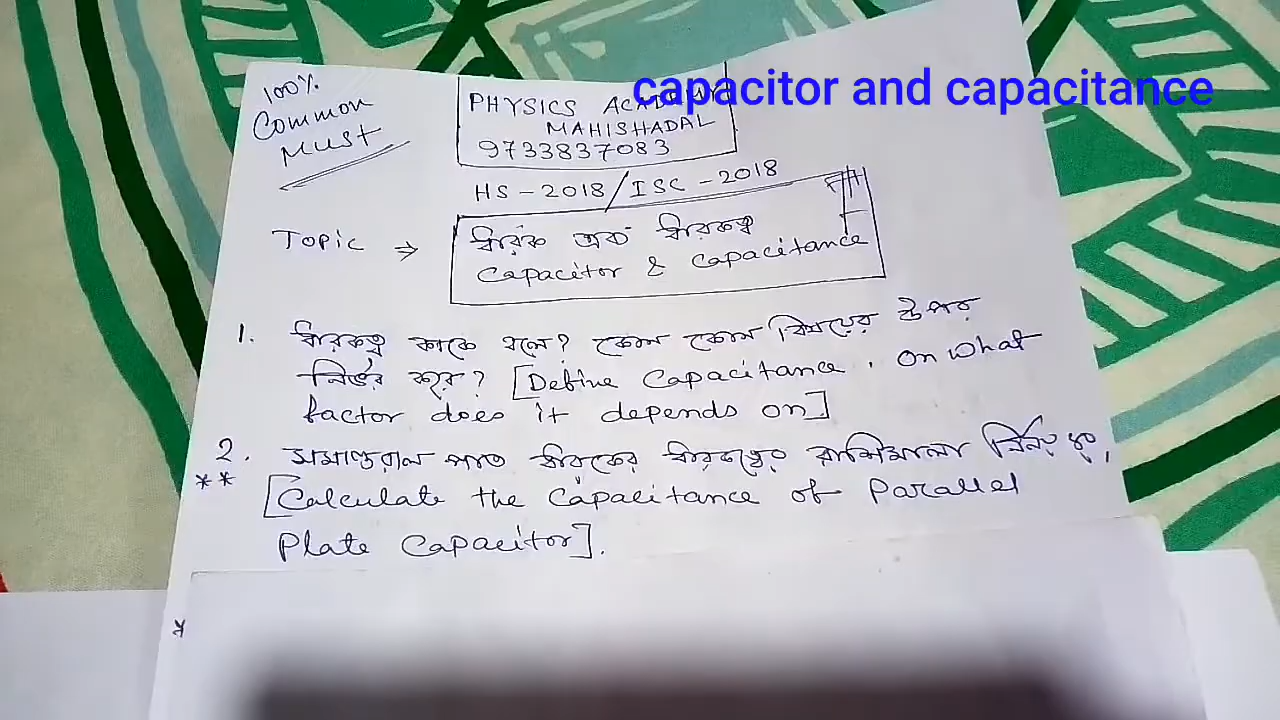 capacitor and capacitance
100%
Common
MUST
PHYSICS ACADEMY
MAHISHADAL
9733837083
HS - 2018 / ISC - 2018
Topic →
ধারক এবং ধারকত্ব
Capacitor & Capacitance
1. ধারকত্ব কাকে বলে? কোন কোন বিষয়ের উপর
নির্ভর করে? [Define Capacitance. On what
factor does it depends on]
2. সমান্তরাল পাত ধারকের ধারকত্বের রাশিমালা নির্ণয় কর,
** [Calculate the Capacitance of Parallel
Plate Capacitor].
*